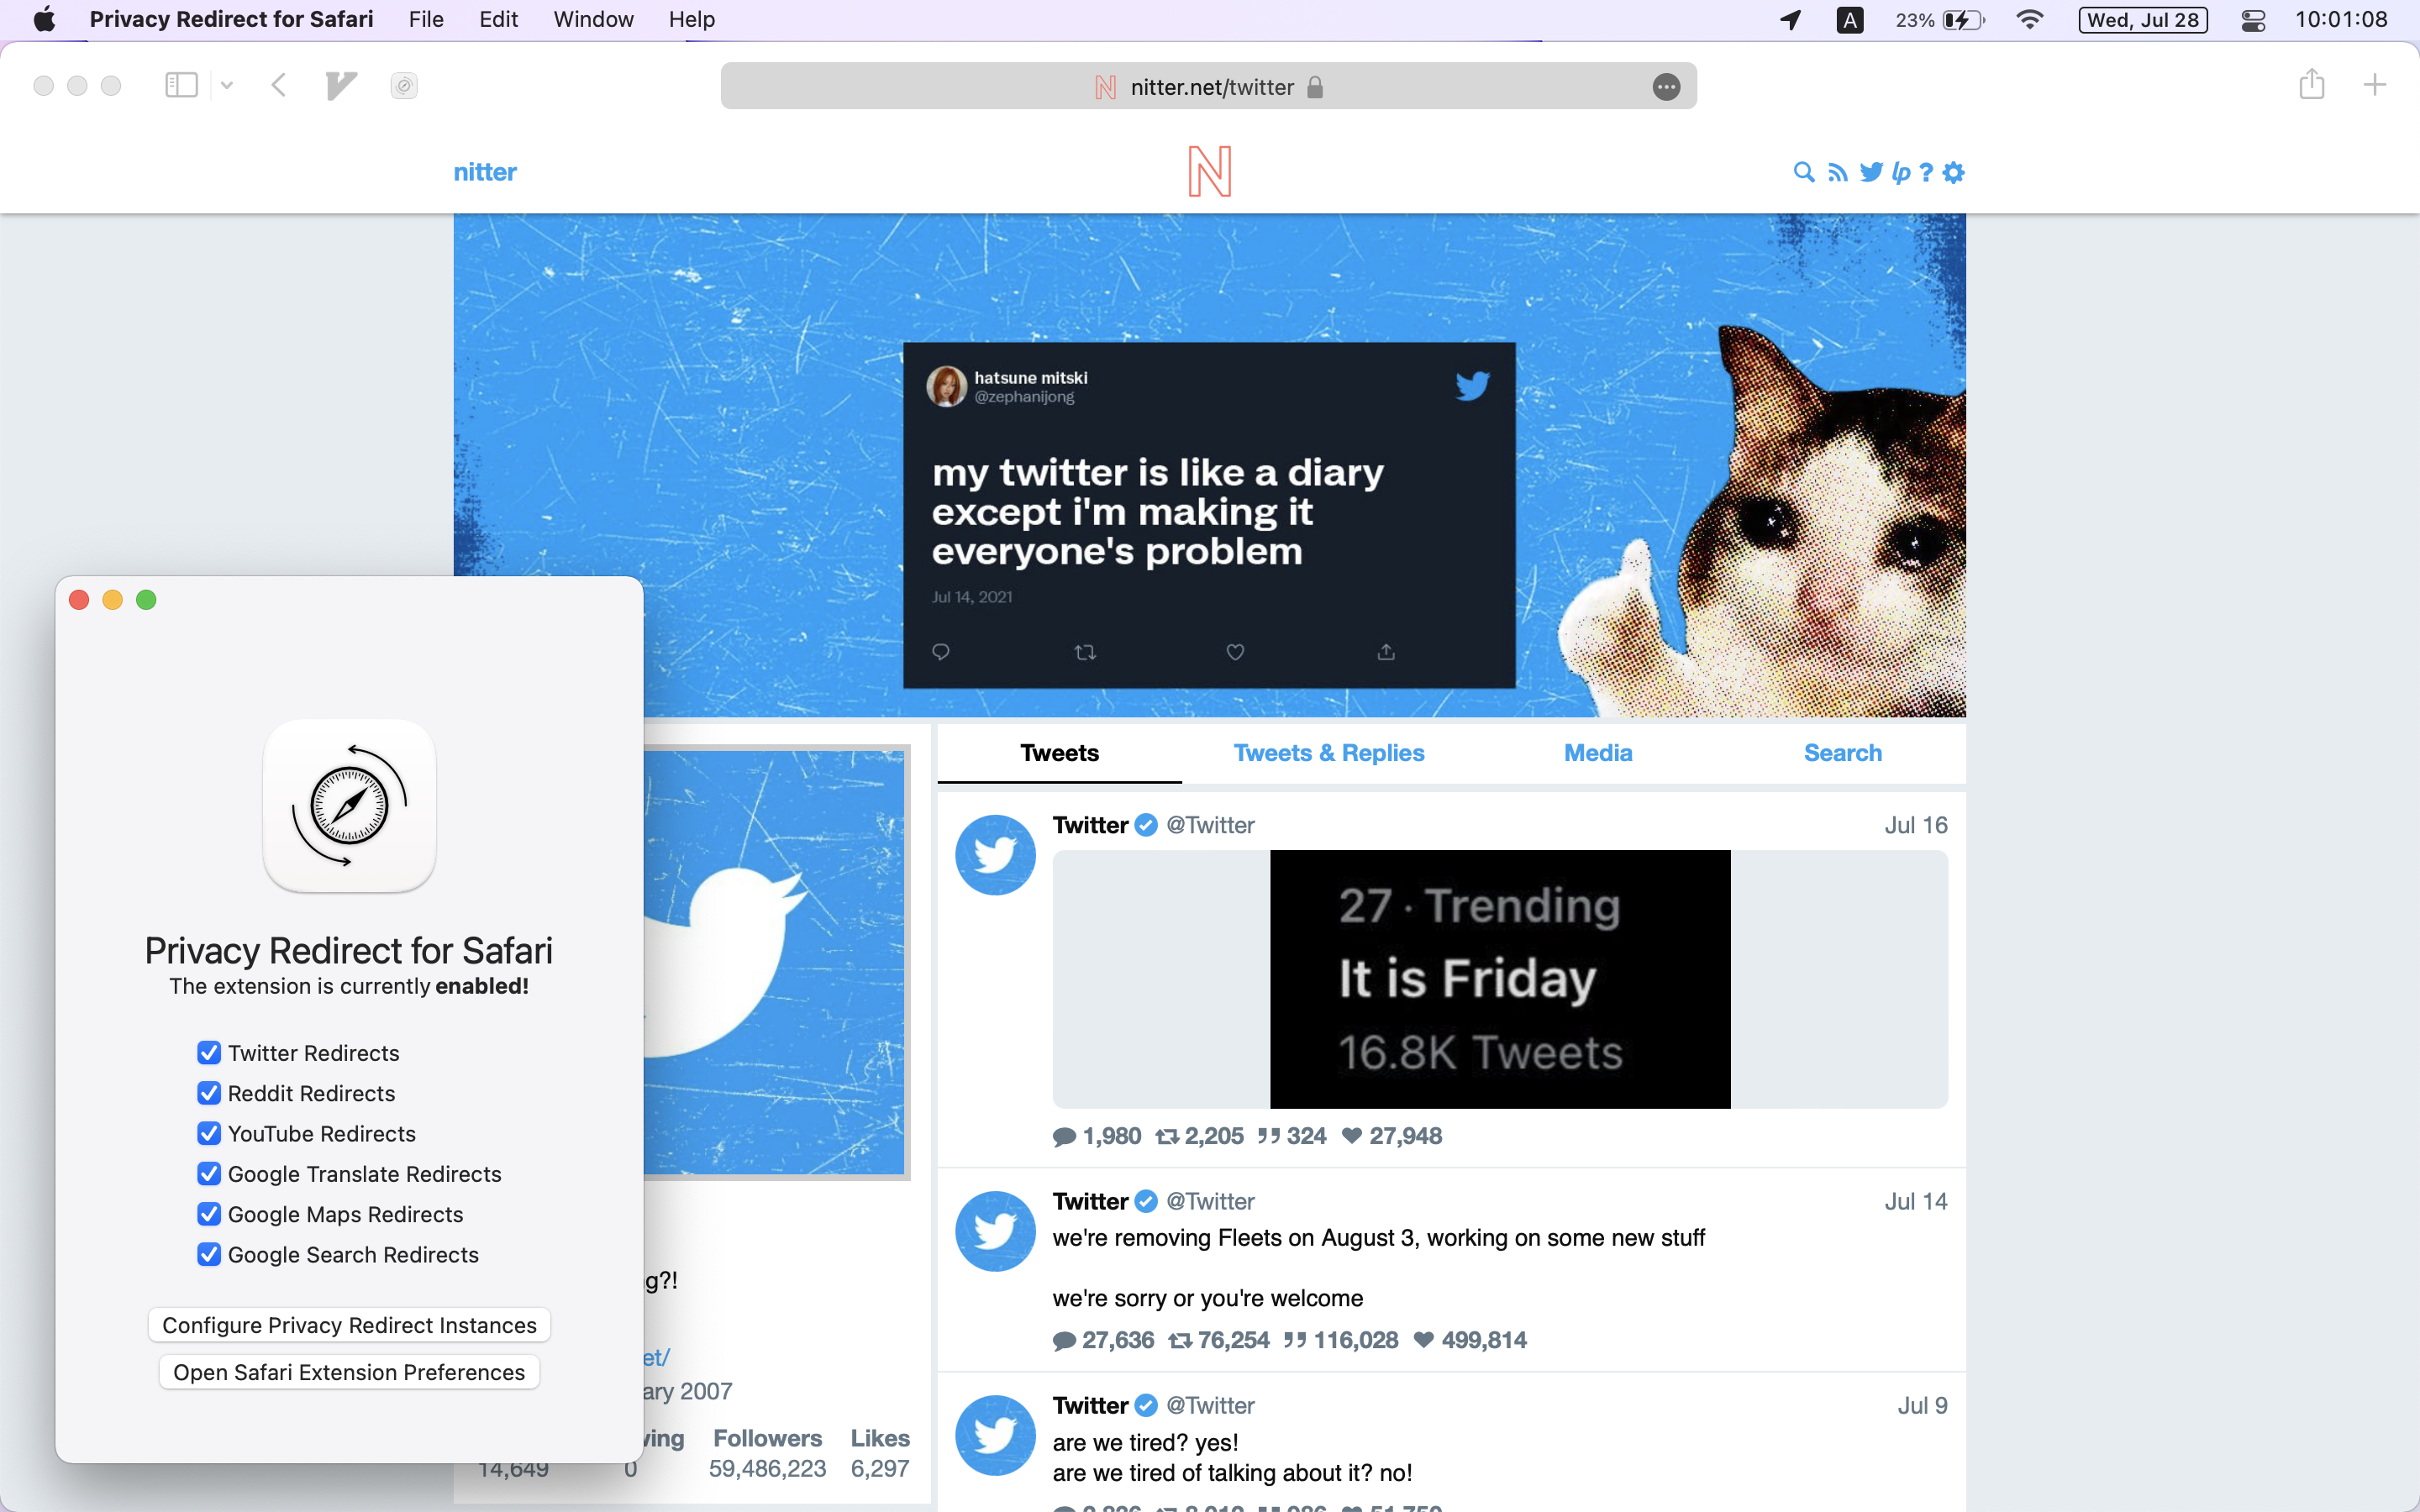 Privacy Redirect for Safari File Edit Window Help A 23% Wed, Jul 28 10:01:08
nitter.net/twitter
nitter N lp ?
hatsune mitski
@zephanijong
my twitter is like a diary
except i'm making it
everyone's problem
Jul 14, 2021
Privacy Redirect for Safari
The extension is currently enabled!
Twitter Redirects
Reddit Redirects
YouTube Redirects
Google Translate Redirects
Google Maps Redirects
Google Search Redirects
Configure Privacy Redirect Instances
Open Safari Extension Preferences
g?!
et/
ary 2007
ving Followers Likes
14,649 0 59,486,223 6,297
Tweets Tweets & Replies Media Search
Twitter @Twitter Jul 16
27 · Trending
It is Friday
16.8K Tweets
1,980 2,205 324 27,948
Twitter @Twitter Jul 14
we're removing Fleets on August 3, working on some new stuff
we're sorry or you're welcome
27,636 76,254 116,028 499,814
Twitter @Twitter Jul 9
are we tired? yes!
are we tired of talking about it? no!